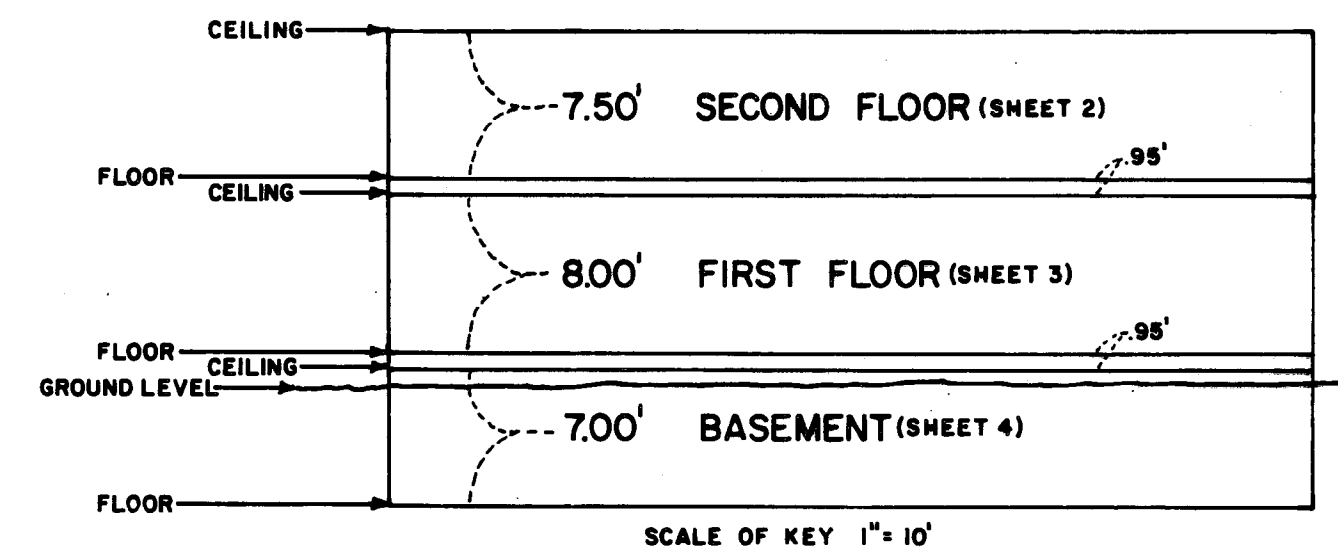 CEILING
7.50' SECOND FLOOR (SHEET 2)
.95'
FLOOR
CEILING
8.00' FIRST FLOOR (SHEET 3)
.95'
FLOOR
CEILING
GROUND LEVEL
7.00' BASEMENT (SHEET 4)
FLOOR
SCALE OF KEY 1"= 10'